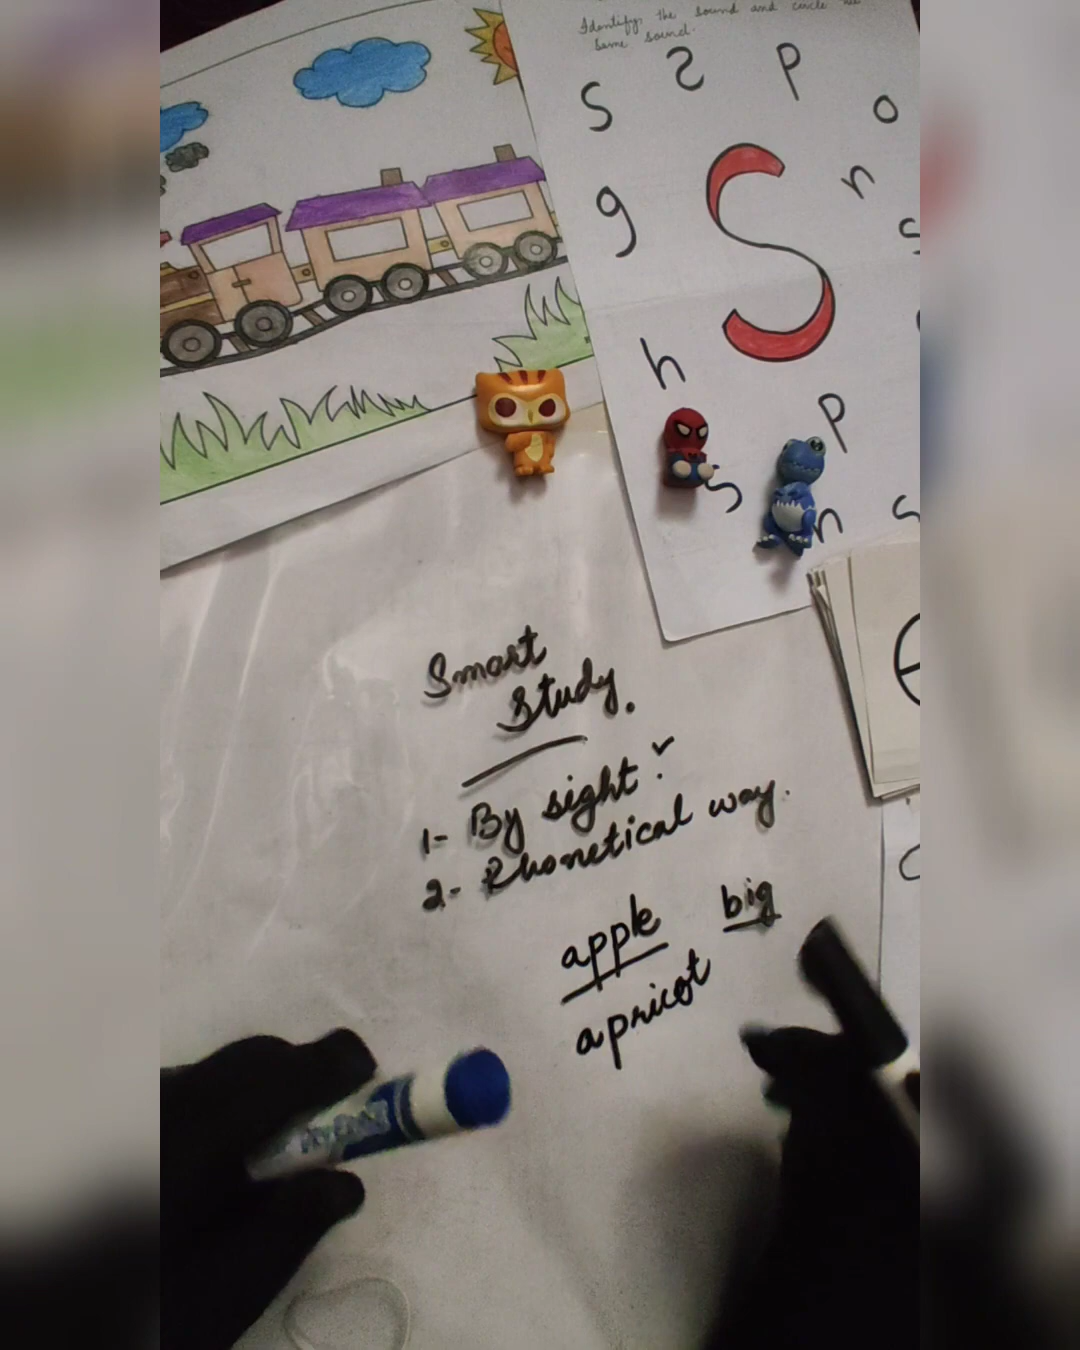 Identify the sound and circle the
same sound.
S S p
o
g S n
s
h
p
s n s
Smart
Study.
1- By sight.
2- Phonetical way.
apple big
apricot